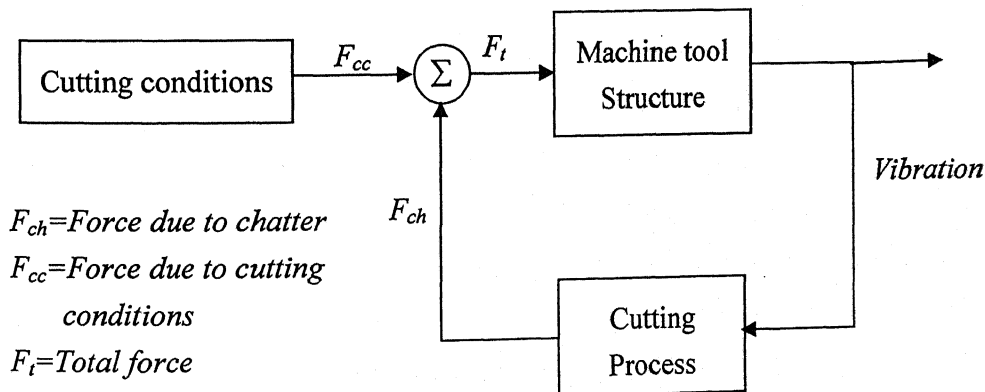 Cutting conditions
F_cc
Σ
F_t
Machine tool
Structure
Vibration
F_ch
Cutting
Process
F_ch=Force due to chatter
F_cc=Force due to cutting
conditions
F_t=Total force